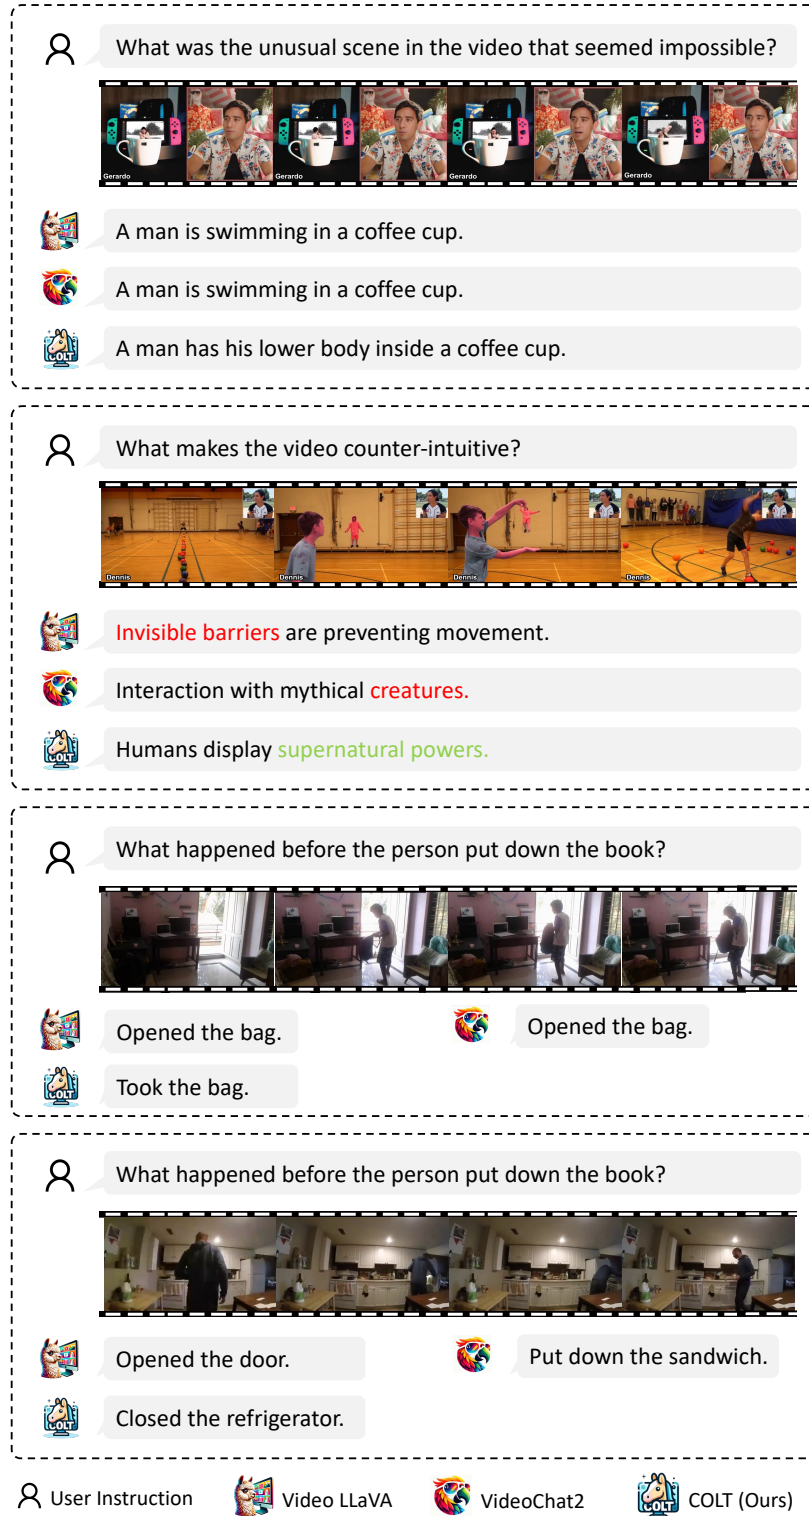 What was the unusual scene in the video that seemed impossible?
Gerardo Gerardo Gerardo Gerardo
A man is swimming in a coffee cup.
A man is swimming in a coffee cup.
COLT A man has his lower body inside a coffee cup.
What makes the video counter-intuitive?
Dennis Dennis Dennis Dennis
Invisible barriers are preventing movement.
Interaction with mythical creatures.
COLT Humans display supernatural powers.
What happened before the person put down the book?
Opened the bag. Opened the bag.
COLT Took the bag.
What happened before the person put down the book?
Opened the door. Put down the sandwich.
COLT Closed the refrigerator.
User Instruction Video LLaVA VideoChat2 COLT COLT (Ours)